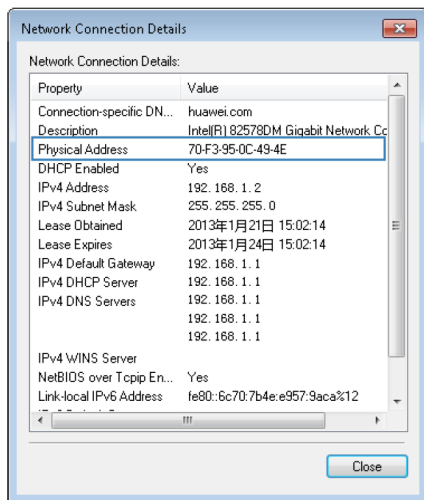 Network Connection Details
Network Connection Details:
Property Value
Connection-specific DN... huawei.com
Description Intel(R) 82578DM Gigabit Network Cc
Physical Address 70-F3-95-0C-49-4E
DHCP Enabled Yes
IPv4 Address 192.168.1.2
IPv4 Subnet Mask 255.255.255.0
Lease Obtained 2013年1月21日 15:02:14
Lease Expires 2013年1月24日 15:02:14
IPv4 Default Gateway 192.168.1.1
IPv4 DHCP Server 192.168.1.1
IPv4 DNS Servers 192.168.1.1
192.168.1.1
192.168.1.1
IPv4 WINS Server
NetBIOS over Tcpip En... Yes
Link-local IPv6 Address fe80::6c70:7b4e:e957:9aca%12
Close